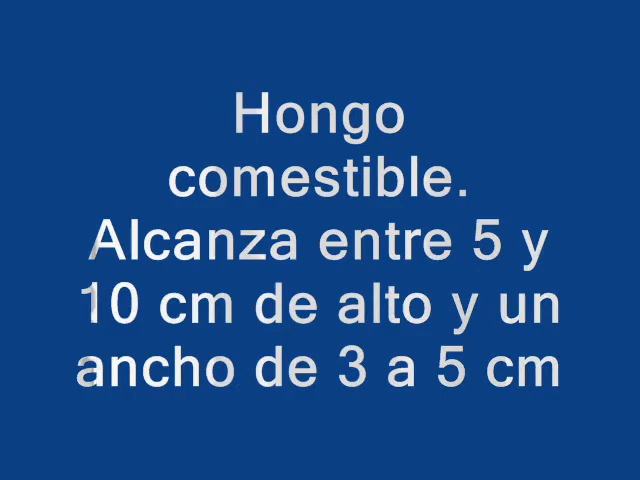 Hongo
comestible.
Alcanza entre 5 y
10 cm de alto y un
ancho de 3 a 5 cm